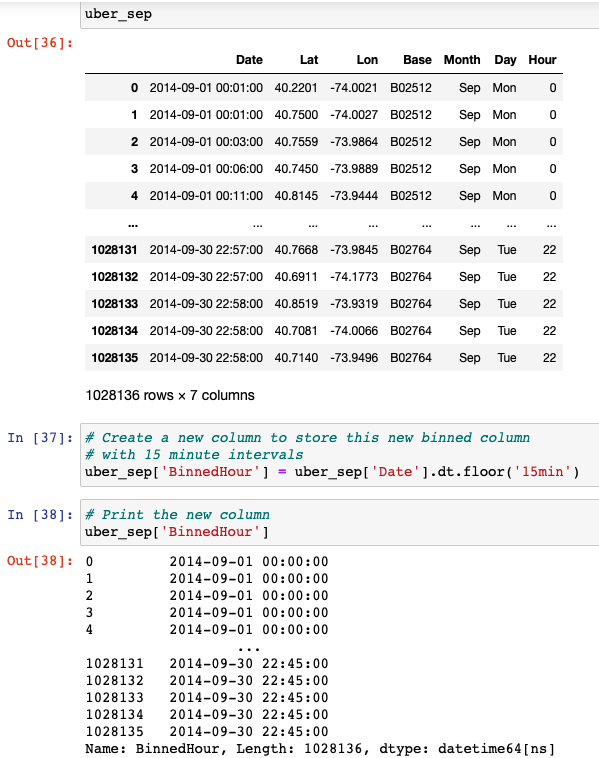 uber_sep
Out[36]:
Date Lat Lon Base Month Day Hour
0 2014-09-01 00:01:00 40.2201 -74.0021 B02512 Sep Mon 0
1 2014-09-01 00:01:00 40.7500 -74.0027 B02512 Sep Mon 0
2 2014-09-01 00:03:00 40.7559 -73.9864 B02512 Sep Mon 0
3 2014-09-01 00:06:00 40.7450 -73.9889 B02512 Sep Mon 0
4 2014-09-01 00:11:00 40.8145 -73.9444 B02512 Sep Mon 0
... ... ... ... ... ... ... ...
1028131 2014-09-30 22:57:00 40.7668 -73.9845 B02764 Sep Tue 22
1028132 2014-09-30 22:57:00 40.6911 -74.1773 B02764 Sep Tue 22
1028133 2014-09-30 22:58:00 40.8519 -73.9319 B02764 Sep Tue 22
1028134 2014-09-30 22:58:00 40.7081 -74.0066 B02764 Sep Tue 22
1028135 2014-09-30 22:58:00 40.7140 -73.9496 B02764 Sep Tue 22
1028136 rows × 7 columns
In [37]: # Create a new column to store this new binned column
# with 15 minute intervals
uber_sep['BinnedHour'] = uber_sep['Date'].dt.floor('15min')
In [38]: # Print the new column
uber_sep['BinnedHour']
Out[38]: 0 2014-09-01 00:00:00
1 2014-09-01 00:00:00
2 2014-09-01 00:00:00
3 2014-09-01 00:00:00
4 2014-09-01 00:00:00
...
1028131 2014-09-30 22:45:00
1028132 2014-09-30 22:45:00
1028133 2014-09-30 22:45:00
1028134 2014-09-30 22:45:00
1028135 2014-09-30 22:45:00
Name: BinnedHour, Length: 1028136, dtype: datetime64[ns]